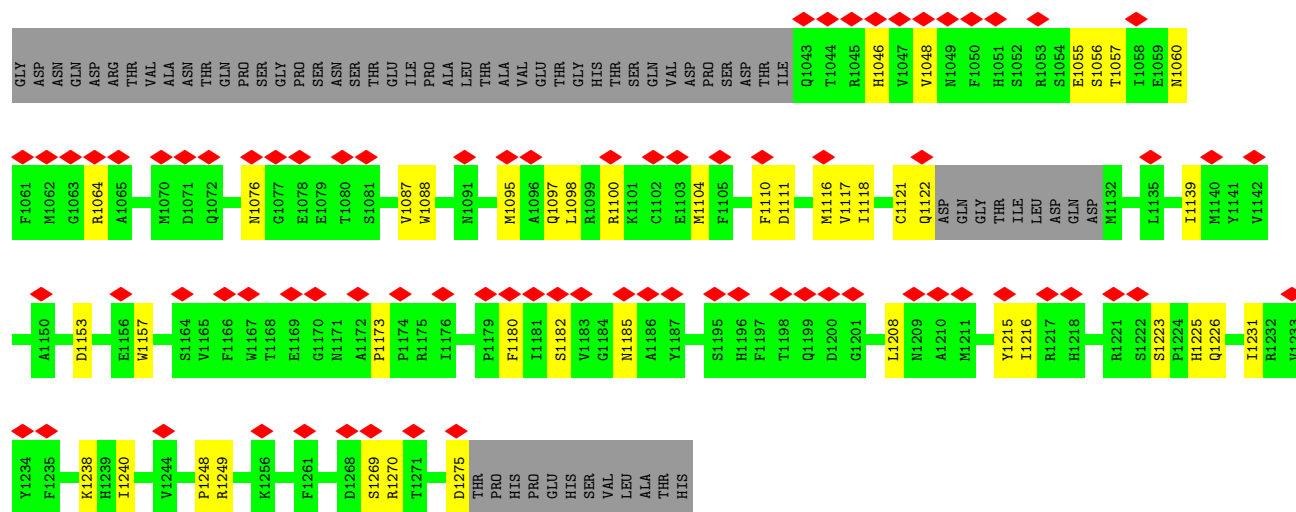 GLY ASP ASN GLN ASP ARG THR VAL ALA ASN THR GLN PRO SER GLY PRO SER ASN SER THR GLU ILE PRO ALA LEU THR ALA VAL GLU THR GLY HIS THR SER GLN VAL ASP PRO SER ASP THR ILE Q1043 T1044 R1045 H1046 V1047 V1048 N1049 F1050 H1051 S1052 R1053 S1054 E1055 S1056 T1057 I1058 E1059 N1060
F1061 M1062 G1063 R1064 A1065 M1070 D1071 Q1072 N1076 G1077 E1078 E1079 T1080 S1081 V1087 W1088 N1091 M1095 A1096 Q1097 L1098 R1099 R1100 K1101 C1102 E1103 M1104 F1105 F1110 D1111 M1116 V1117 I1118 C1121 Q1122 ASP GLN GLY THR ILE LEU ASP GLN ASP M1132 L1135 I1139 M1140 Y1141 V1142
A1150 D1153 E1156 W1157 S1164 V1165 F1166 W1167 T1168 E1169 G1170 N1171 A1172 P1173 P1174 R1175 I1176 P1179 F1180 I1181 S1182 V1183 G1184 N1185 A1186 Y1187 S1195 H1196 F1197 T1198 Q1199 D1200 G1201 L1208 N1209 A1210 M1211 Y1215 I1216 R1217 H1218 R1221 S1222 S1223 P1224 H1225 Q1226 I1231 R1232 V1233
Y1234 F1235 K1238 H1239 I1240 V1244 P1248 R1249 K1256 F1261 D1268 S1269 R1270 T1271 D1275 THR PRO HIS PRO GLU HIS SER VAL LEU ALA THR HIS